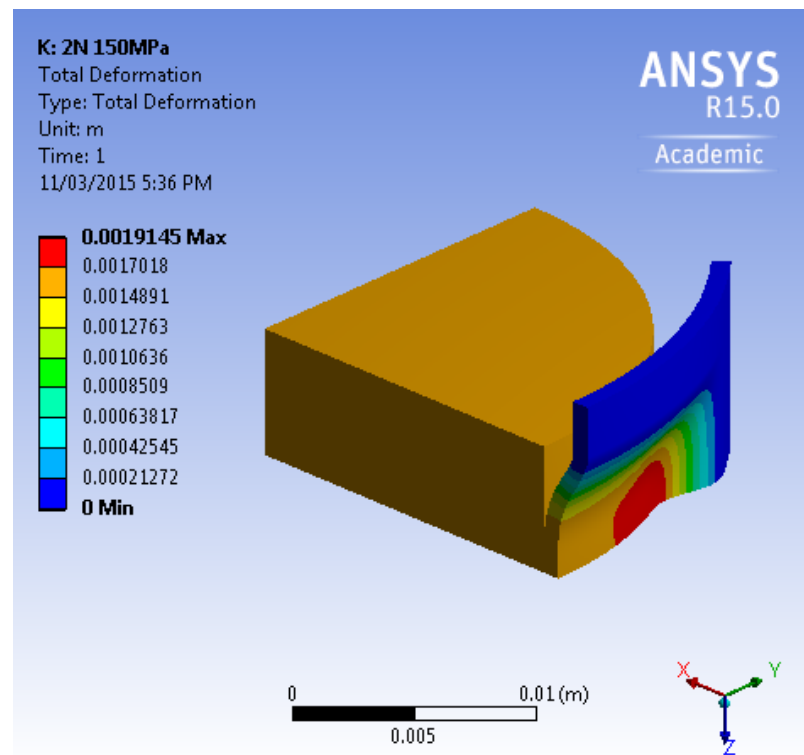 K: 2N 150MPa
Total Deformation
Type: Total Deformation
Unit: m
Time: 1
11/03/2015 5:36 PM
ANSYS
R15.0
Academic
0.0019145 Max
0.0017018
0.0014891
0.0012763
0.0010636
0.0008509
0.00063817
0.00042545
0.00021272
0 Min
0
0.01(m)
0.005
X
Y
Z